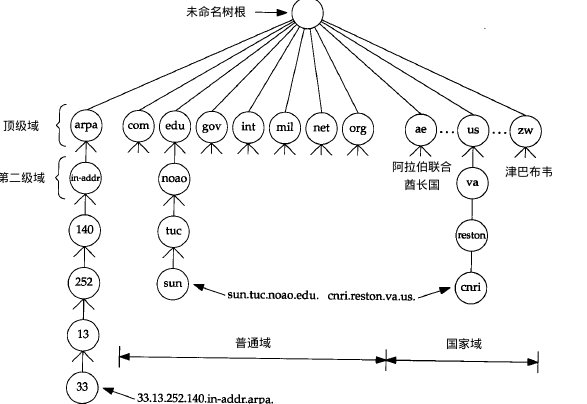 未命名树根
顶级域
arpa com edu gov int mil net org ae ... us ... zw
阿拉伯联合
酋长国
津巴布韦
第二级域
in-addr noao va
140 tuc reston
252 sun cnri
sun.tuc.noao.edu. cnri.reston.va.us.
13
普通域 国家域
33
33.13.252.140.in-addr.arpa.